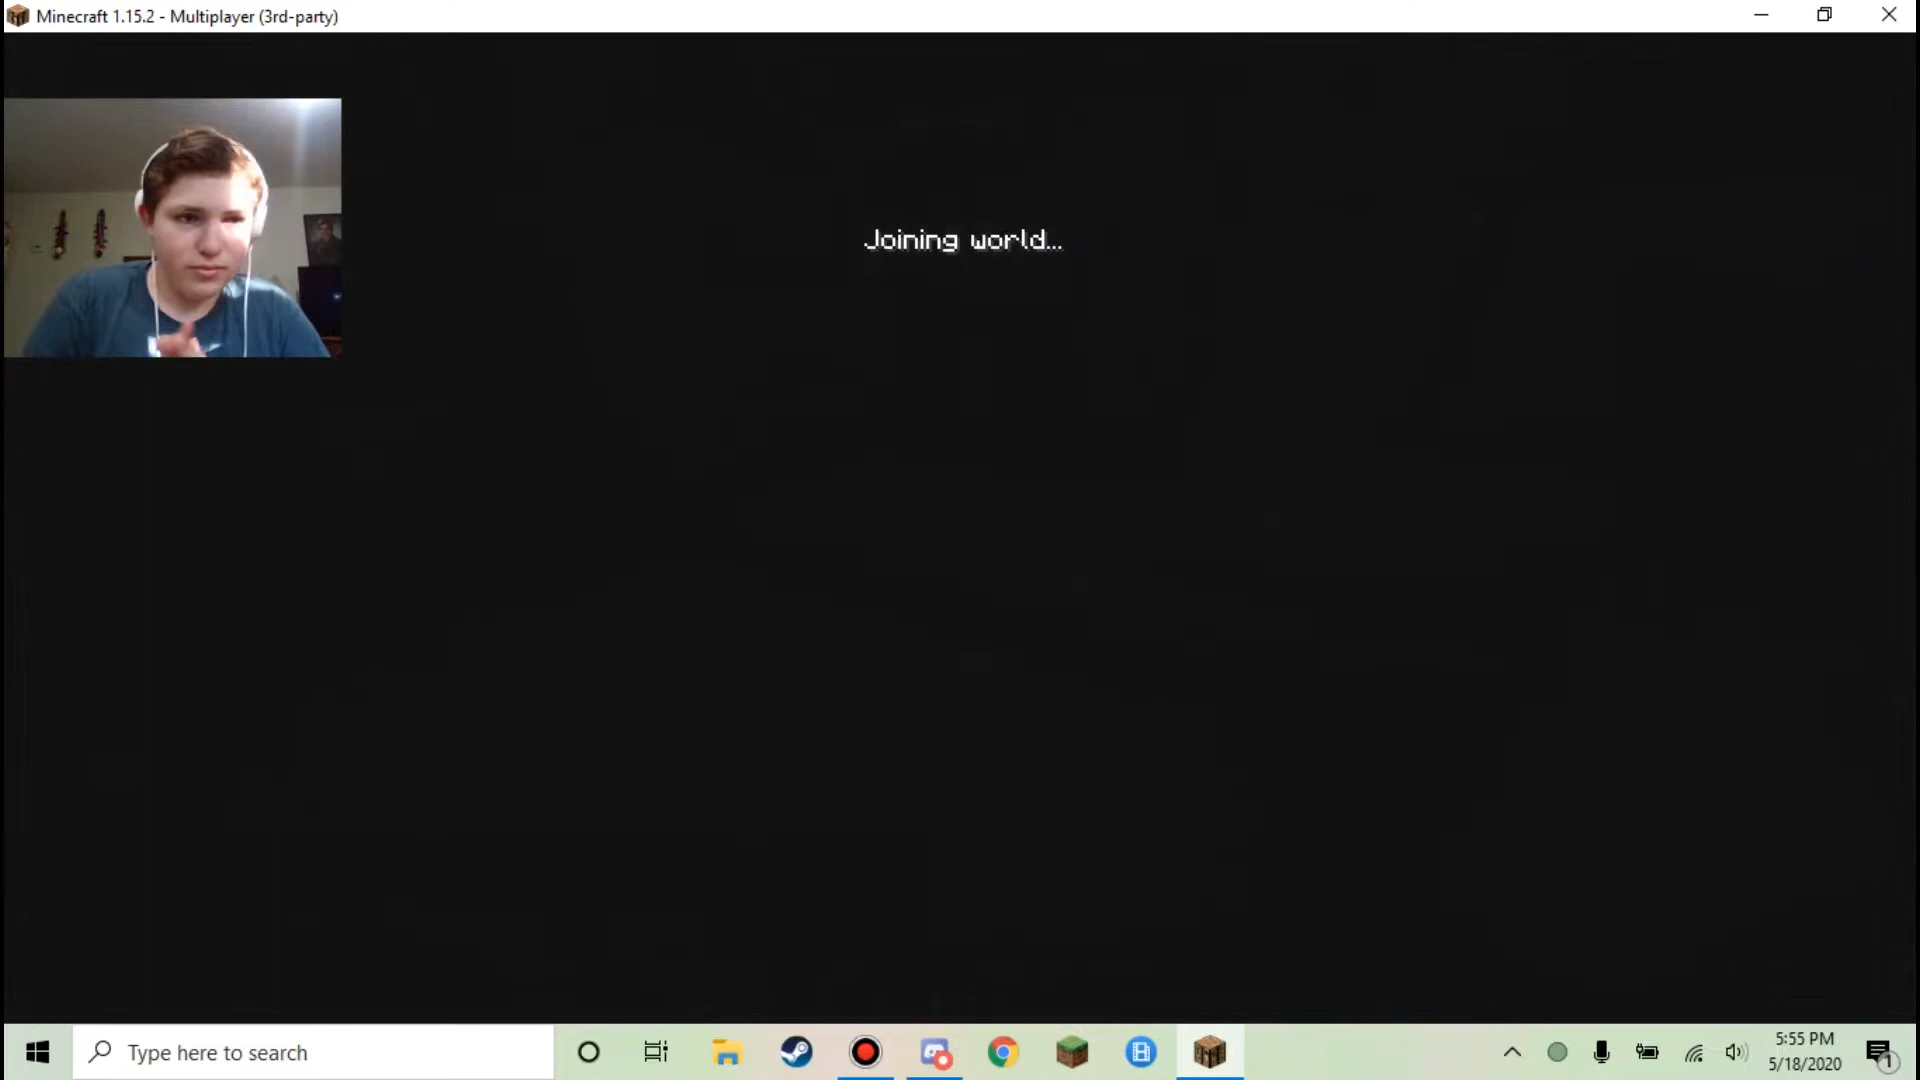 Minecraft 1.15.2 - Multiplayer (3rd-party)
Joining world...
Type here to search
5:55 PM
5/18/2020
1